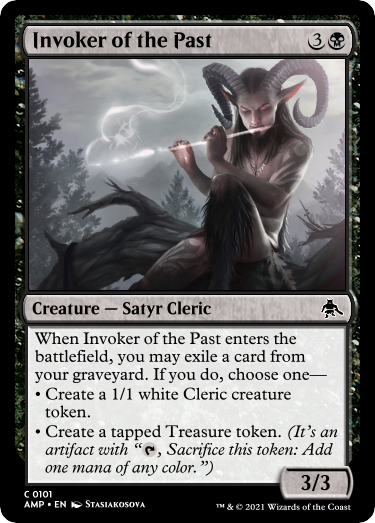 Invoker of the Past 3
Creature — Satyr Cleric
When Invoker of the Past enters the
battlefield, you may exile a card from
your graveyard. If you do, choose one—
• Create a 1/1 white Cleric creature
token.
• Create a tapped Treasure token. (It's an
artifact with “, Sacrifice this token: Add
one mana of any color.”)
3/3
C 0101
AMP • EN Stasiakosova
™ & © 2021 Wizards of the Coast